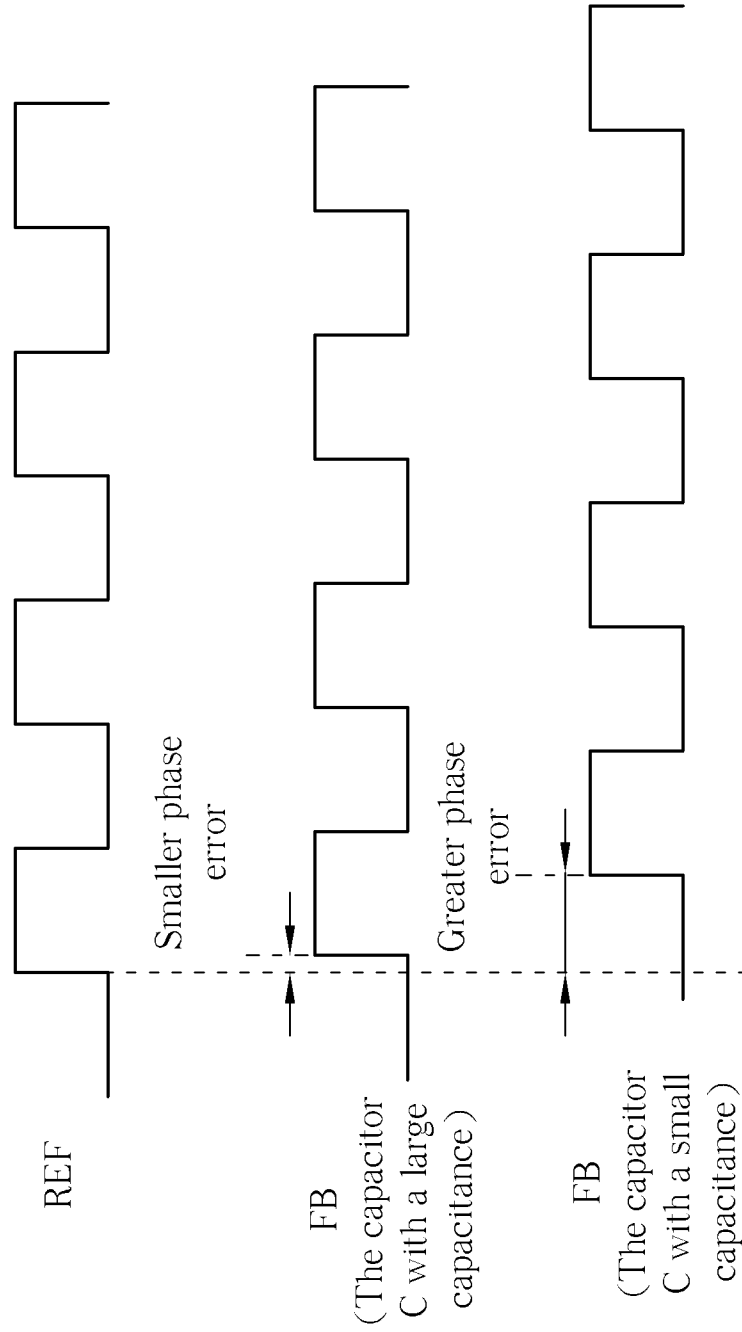 REF
Smaller phase
error
FB
(The capacitor
C with a large
capacitance)
Greater phase
error
FB
(The capacitor
C with a small
capacitance)